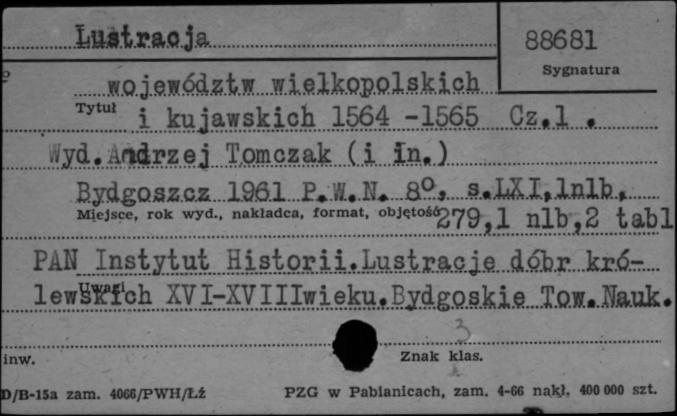 Lustracja
88681
Sygnatura
województw wielkopolskich
Tytuł i kujawskich 1564 -1565 Cz.1 .
Wyd.Andrzej Tomczak (i in.)
Bydgoszcz 1961 P.W.N. 8°, s.LXI,1nlb,
Miejsce, rok wyd., nakładca, format, objętość 279,1 nlb,2 tabl
PAN Instytut Historii.Lustracje dóbr kró-
Uwagi lewskich XVI-XVIIIwieku.Bydgoskie Tow.Nauk.
3
inw.
Znak klas.
D/B-15a zam. 4066/PWH/Łź
PZG w Pabianicach, zam. 4-66 nakł. 400 000 szt.